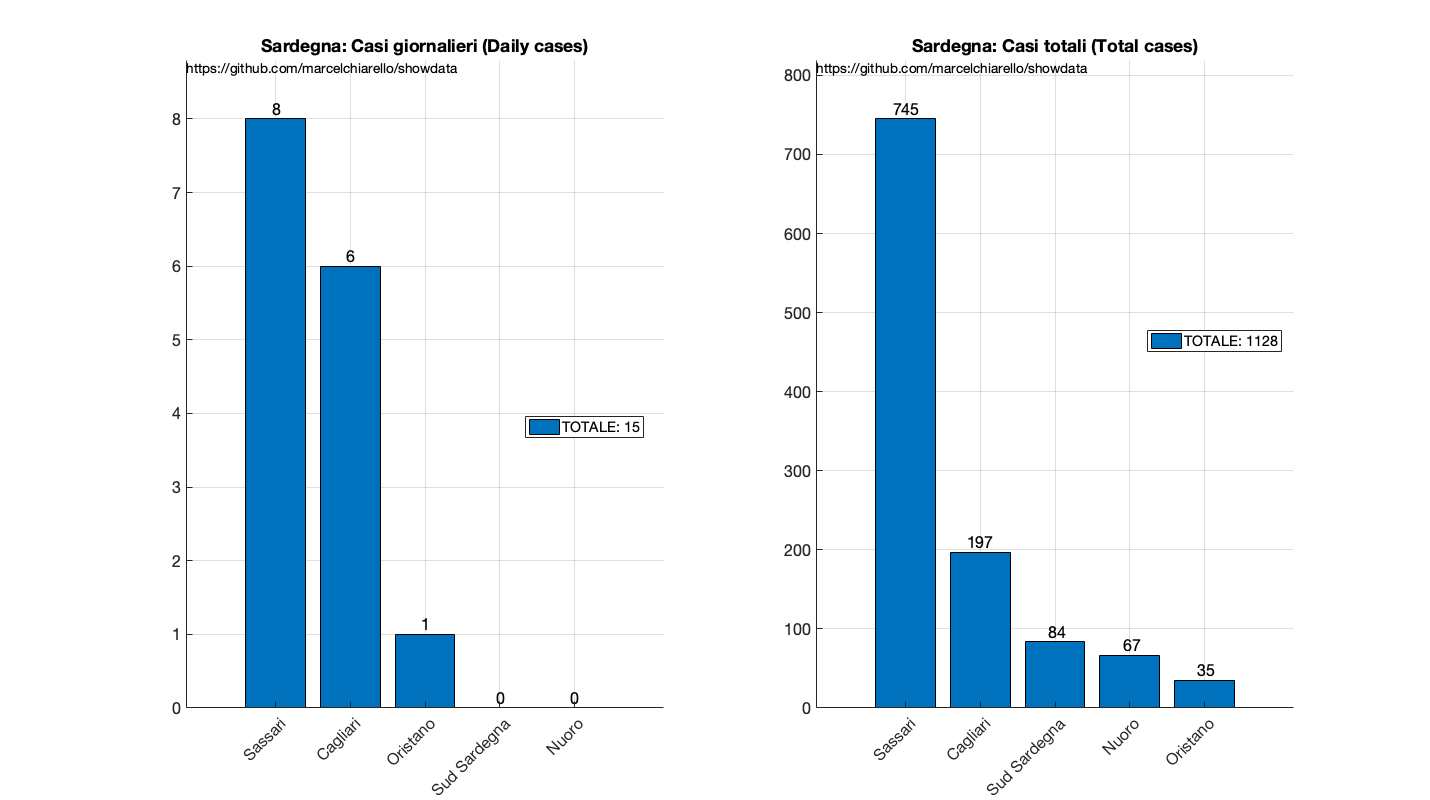 Sardegna: Casi giornalieri (Daily cases)
https://github.com/marcelchiarello/showdata
8
7
6
5
4
3
2
1
0
8
6
1
0
0
TOTALE: 15
Sassari
Cagliari
Oristano
Sud Sardegna
Nuoro
Sardegna: Casi totali (Total cases)
https://github.com/marcelchiarello/showdata
800
700
600
500
400
300
200
100
0
745
197
84
67
35
TOTALE: 1128
Sassari
Cagliari
Sud Sardegna
Nuoro
Oristano